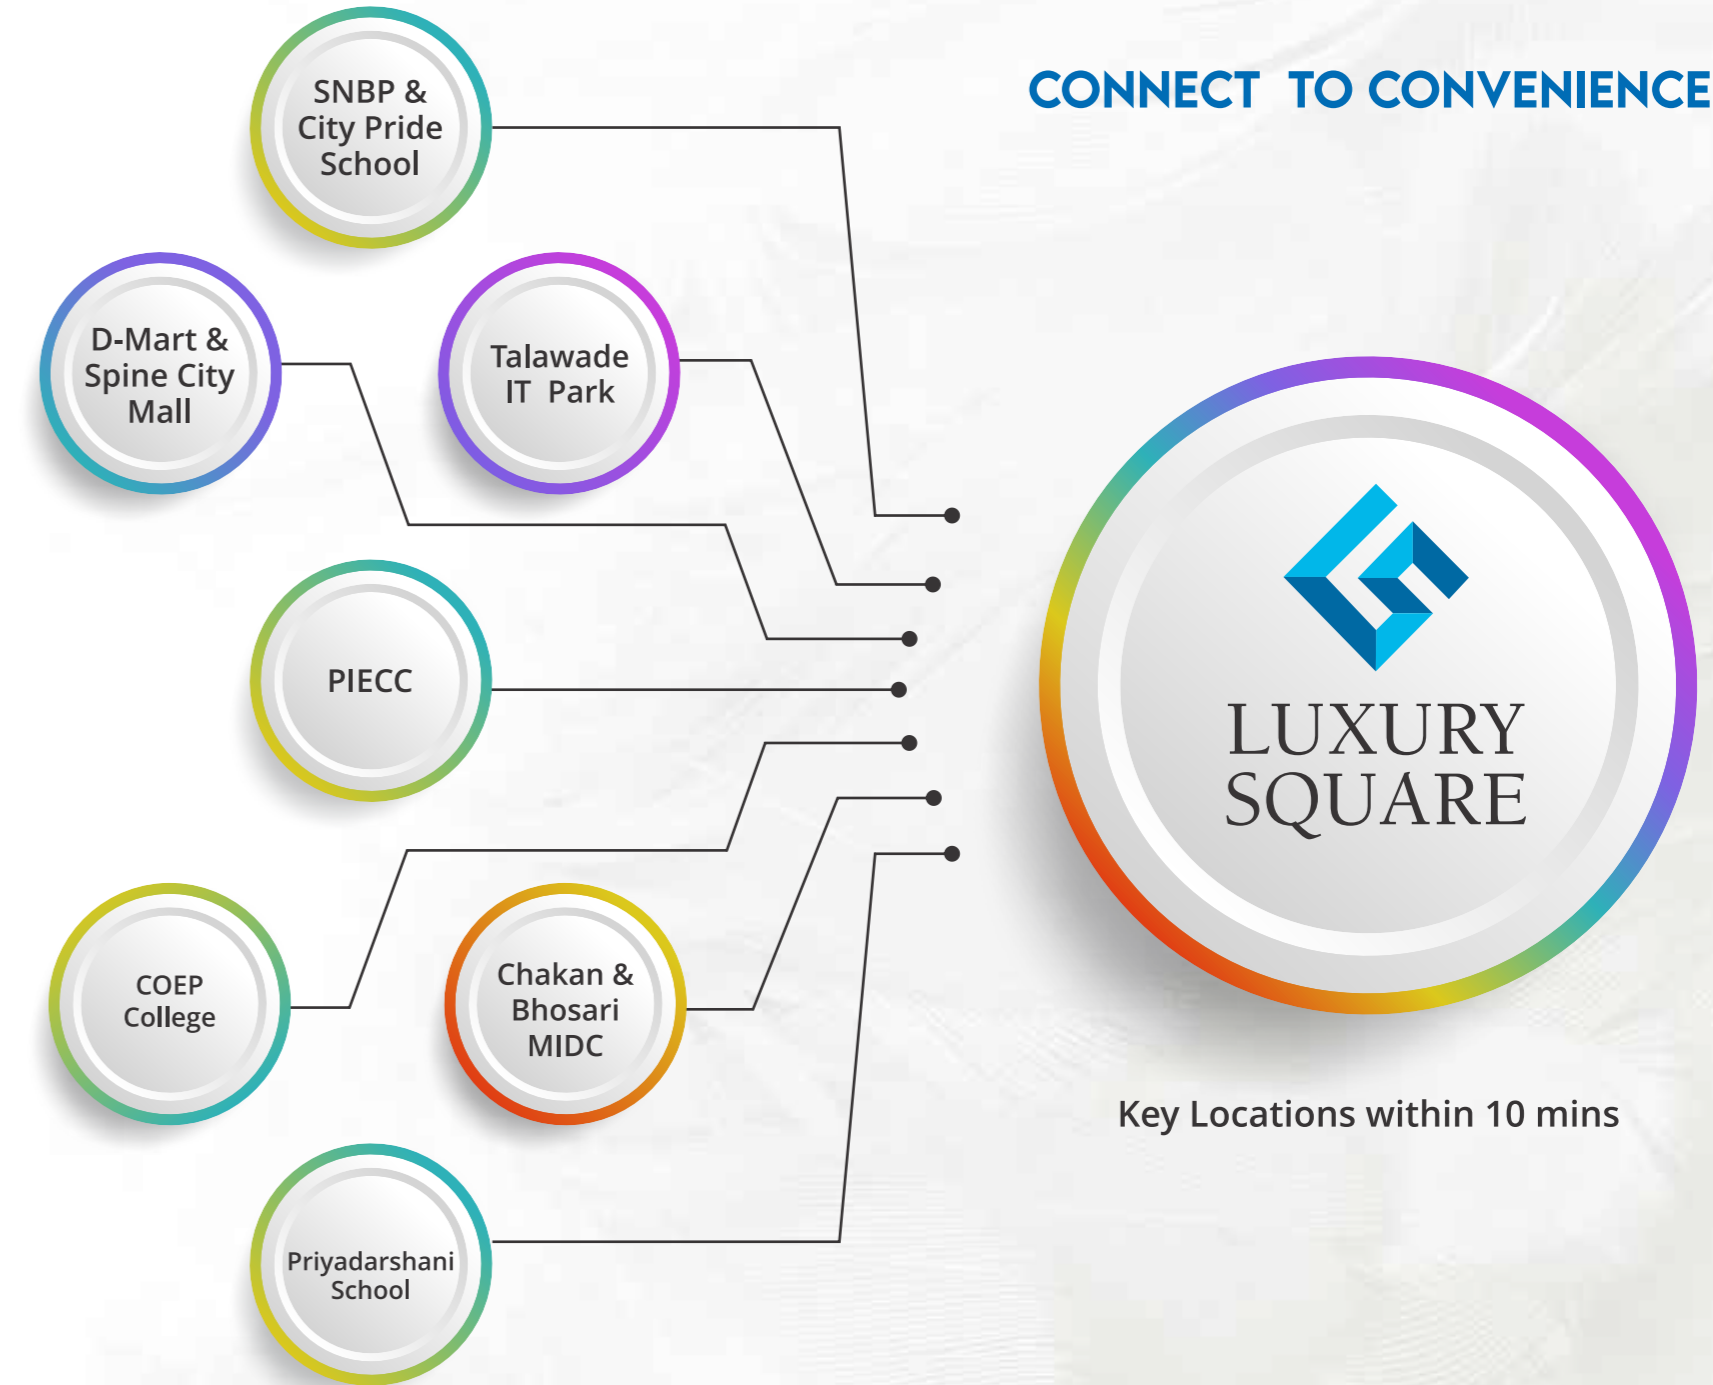 CONNECT TO CONVENIENCE
SNBP &
City Pride
School
D-Mart &
Spine City
Mall
Talawade
IT Park
PIECC
COEP
College
Chakan &
Bhosari
MIDC
Priyadarshani
School
LUXURY
SQUARE
Key Locations within 10 mins